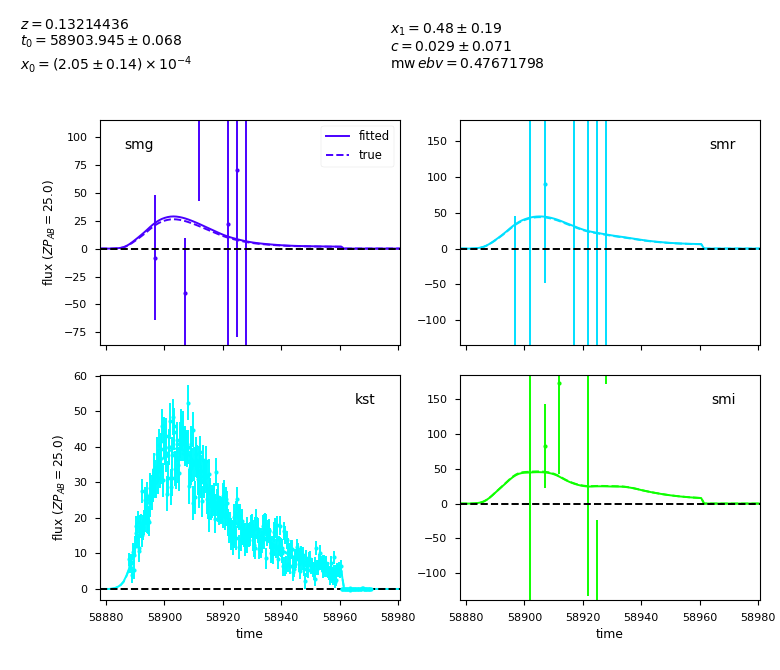 z = 0.13214436
t₀ = 58903.945 ± 0.068
x₀ = (2.05 ± 0.14) × 10⁻⁴
x₁ = 0.48 ± 0.19
c = 0.029 ± 0.071
mw ebv = 0.47671798
smg
fitted
true
100
75
50
25
0
−25
−50
−75
flux (ZP_AB = 25.0)
smr
150
100
50
0
−50
−100
kst
60
50
40
30
20
10
0
flux (ZP_AB = 25.0)
58880 58900 58920 58940 58960 58980
time
smi
150
100
50
0
−50
−100
58880 58900 58920 58940 58960 58980
time